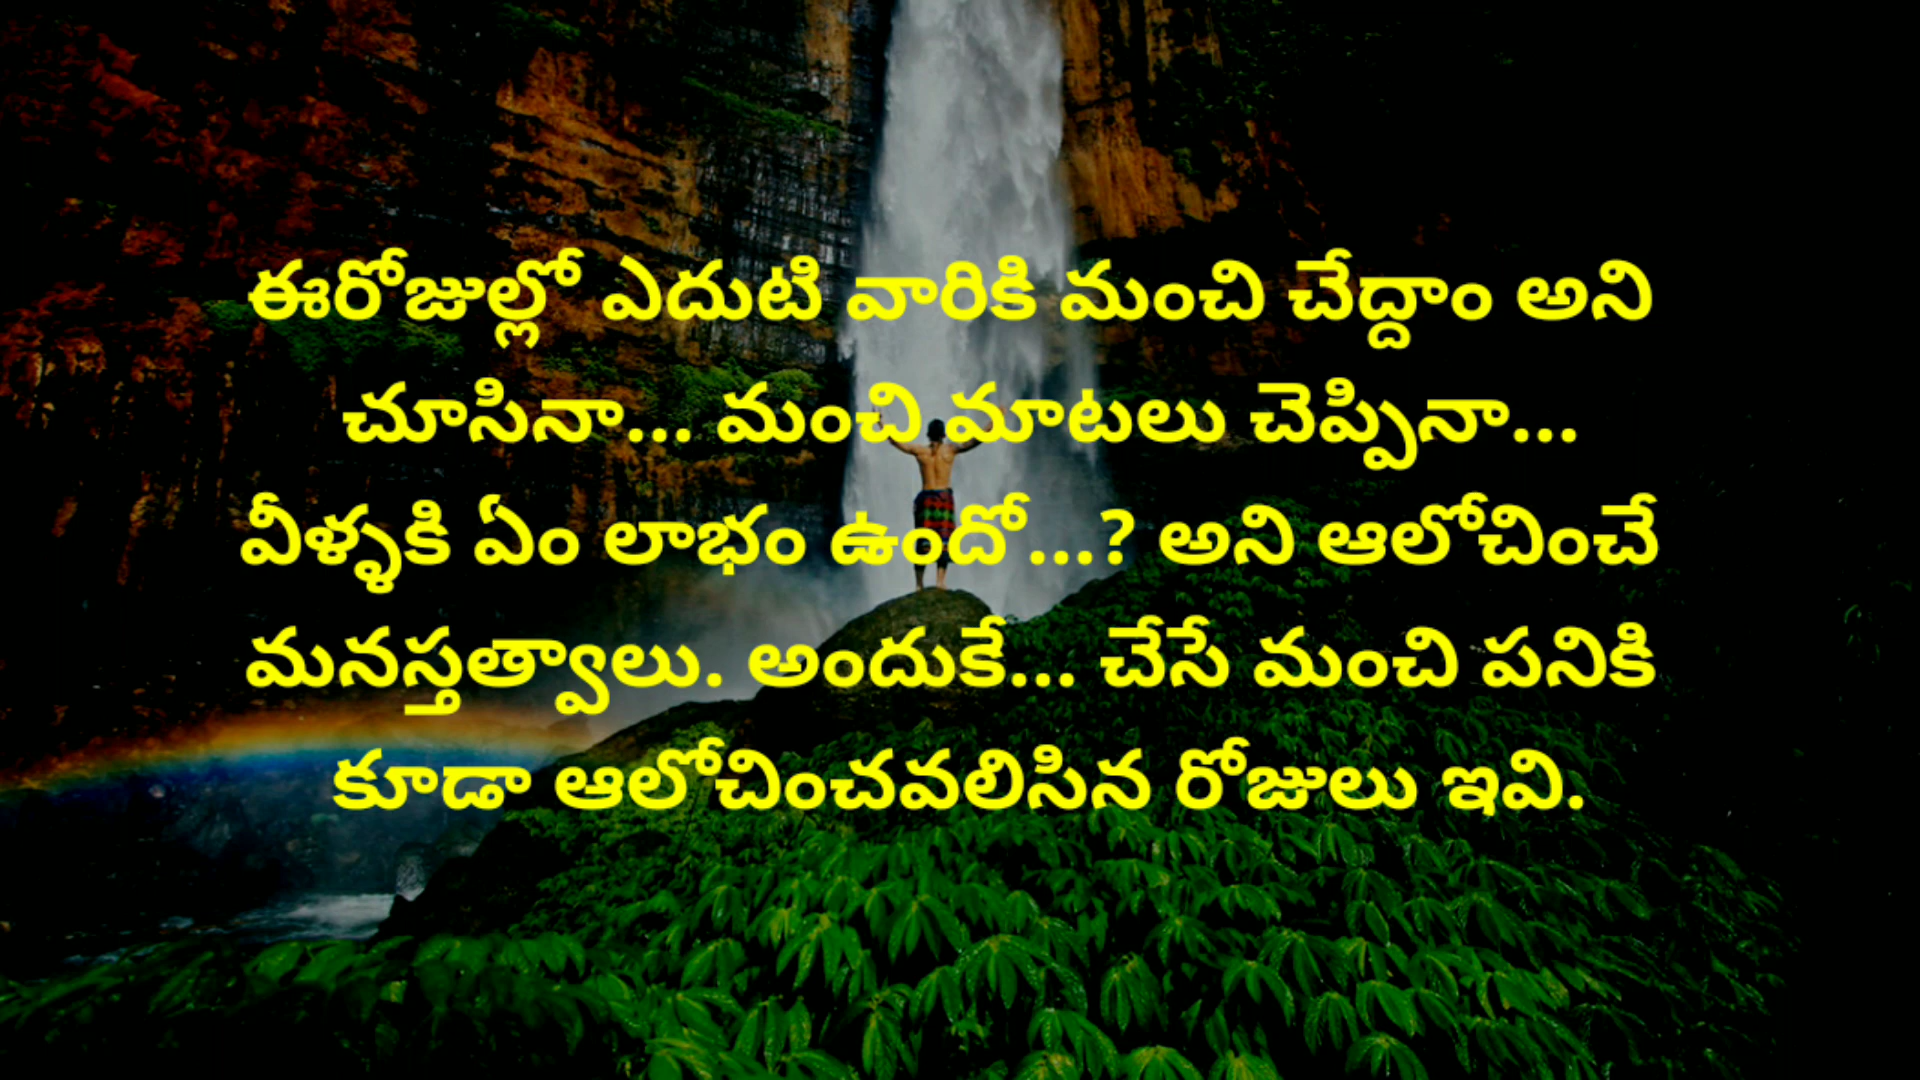 ఈరోజుల్లో ఎదుటి వారికి మంచి చేద్దాం అని
చూసినా... మంచి మాటలు చెప్పినా...
వీళ్ళకి ఏం లాభం ఉందో...? అని ఆలోచించే
మనస్తత్వాలు. అందుకే... చేసే మంచి పనికి
కూడా ఆలోచించవలిసిన రోజులు ఇవి.